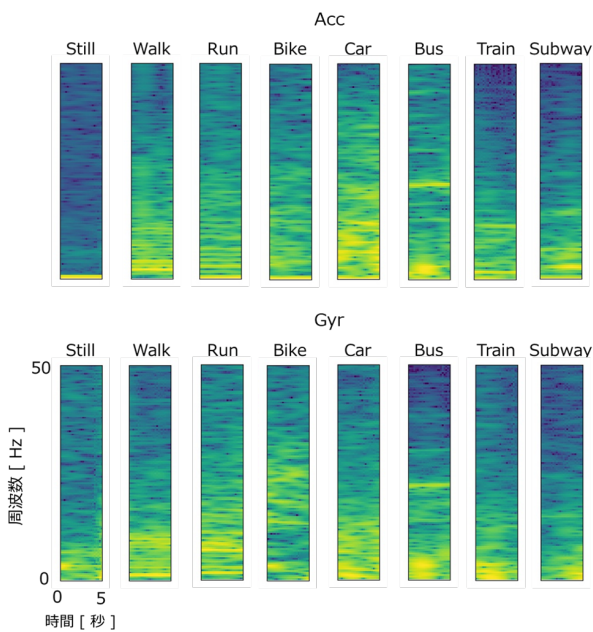 Acc
Still Walk Run Bike Car Bus Train Subway
Gyr
Still Walk Run Bike Car Bus Train Subway
50
周波数 [ Hz ]
0
0 5
時間 [ 秒 ]